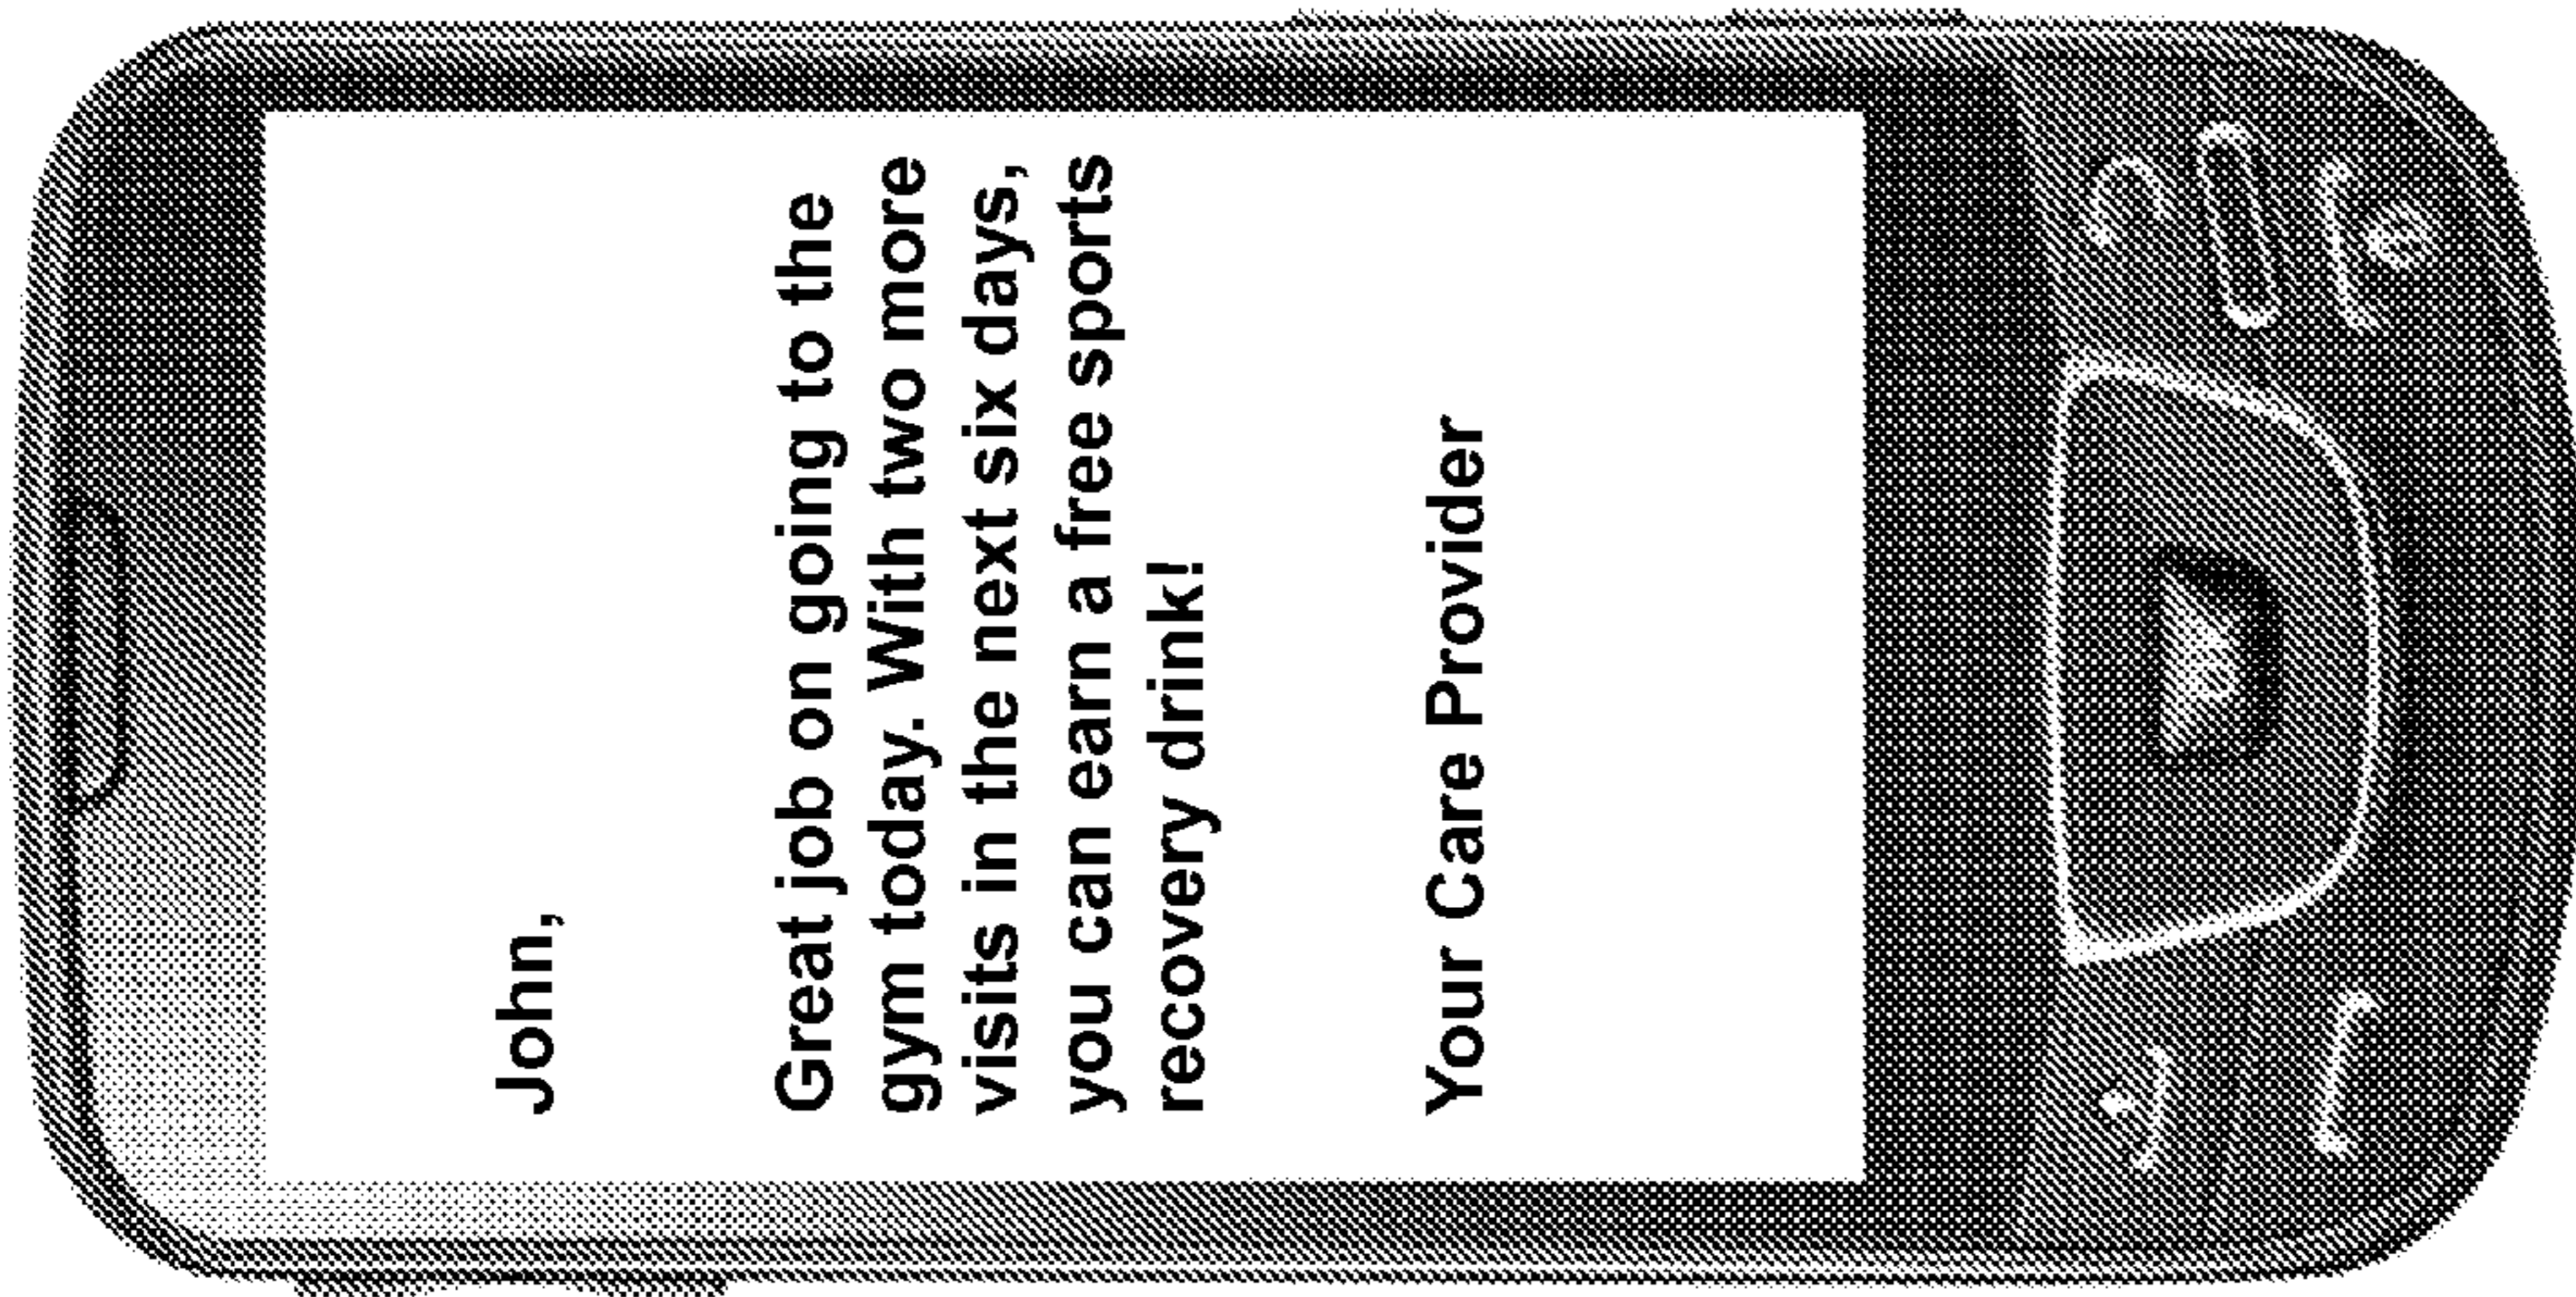 John,
Great job on going to the
gym today. With two more
visits in the next six days,
you can earn a free sports
recovery drink!
Your Care Provider